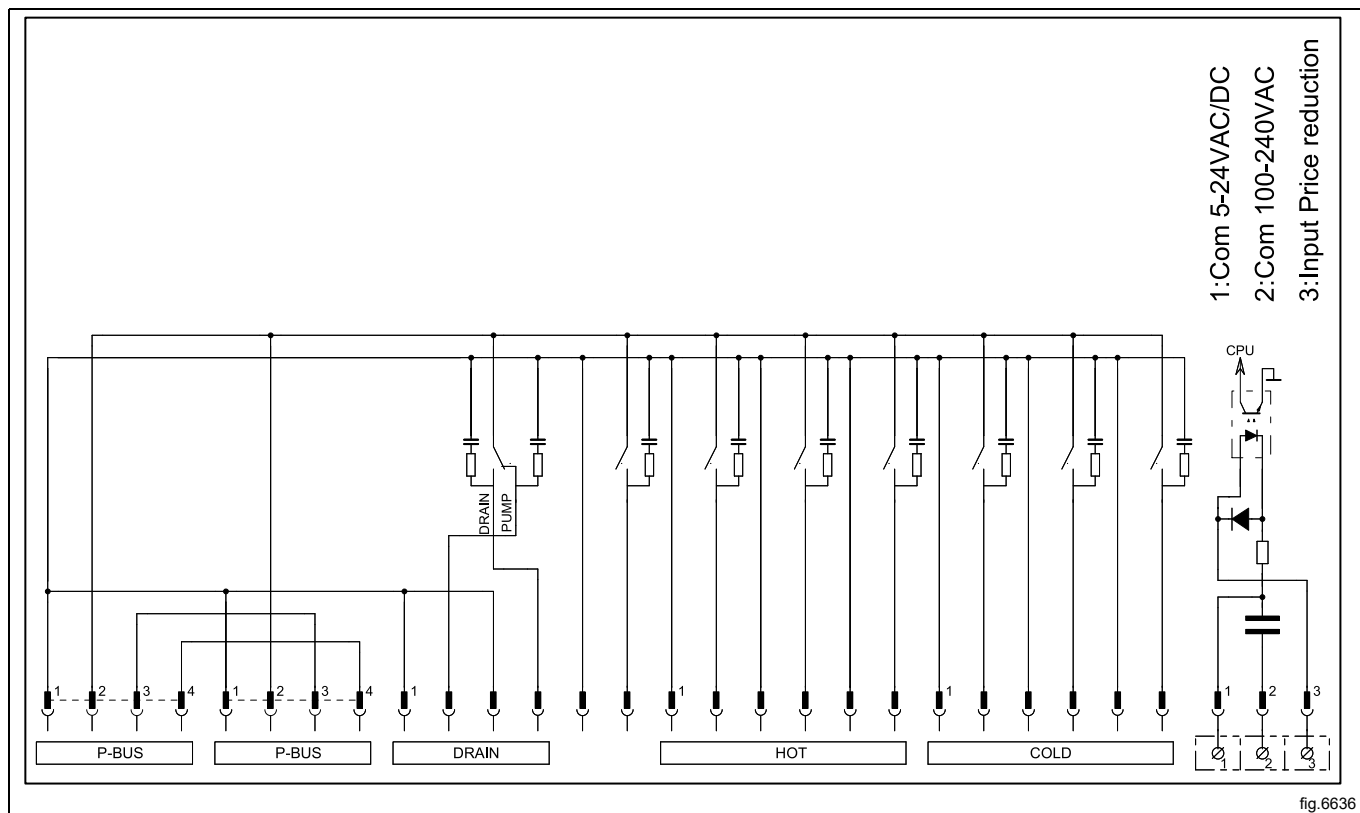 1:Com 5-24VAC/DC
2:Com 100-240VAC
3:Input Price reduction
CPU
DRAIN
PUMP
1 2 3 4 1 2 3 4 1 1 1 1 2 3
P-BUS P-BUS DRAIN HOT COLD 1 2 3
fig.6636